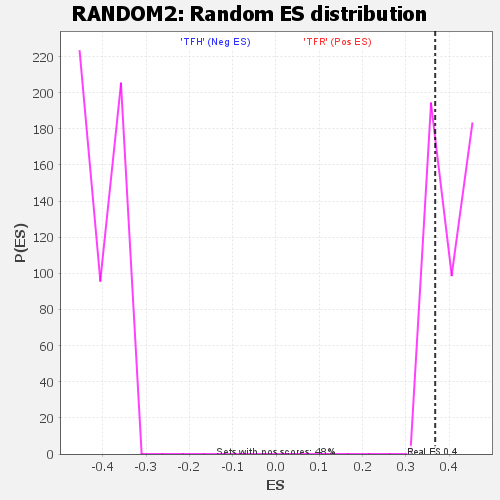 RANDOM2: Random ES distribution
'TFH' (Neg ES) 'TFR' (Pos ES)
220
200
180
160
140
120
100
80
60
40
20
0
P(ES)
Sets with pos scores: 48% Real ES 0.4
-0.4 -0.3 -0.2 -0.1 0.0 0.1 0.2 0.3 0.4
ES